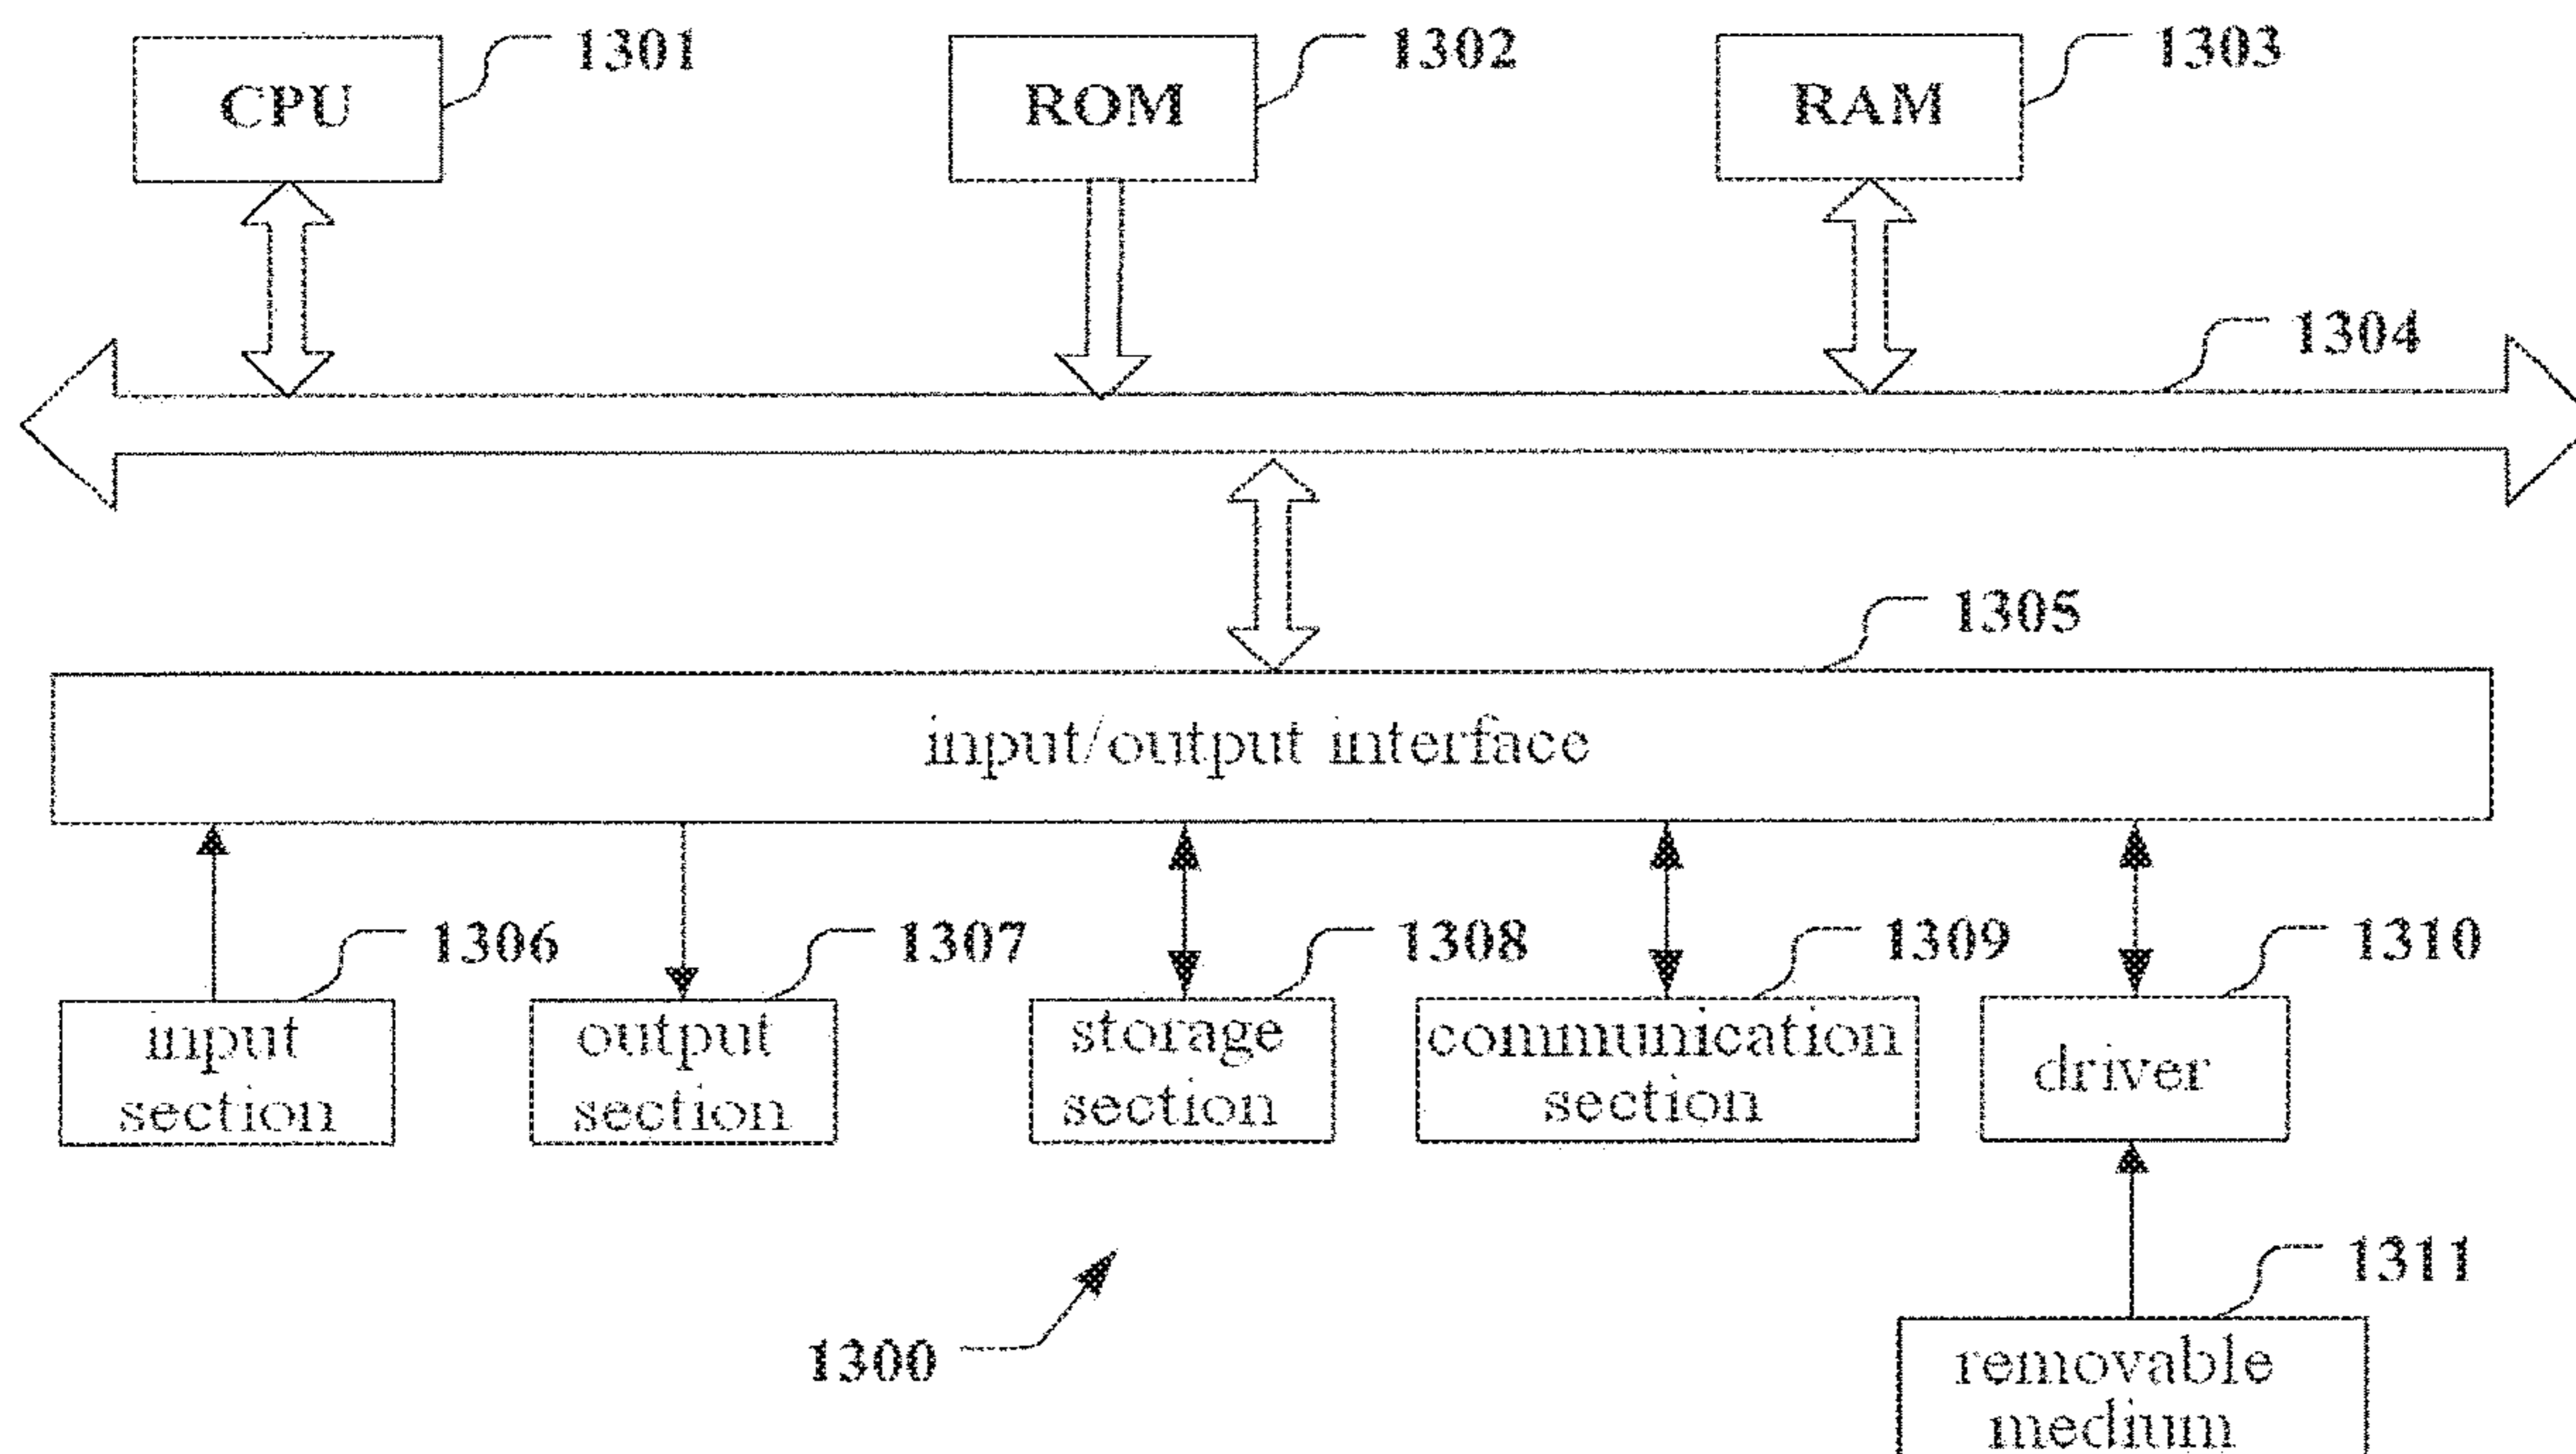 CPU 1301
ROM 1302
RAM 1303
1304
1305
input/output interface
1306
1307
1308
1309
1310
input
section
output
section
storage
section
communication
section
driver
1311
1300
removable
medium